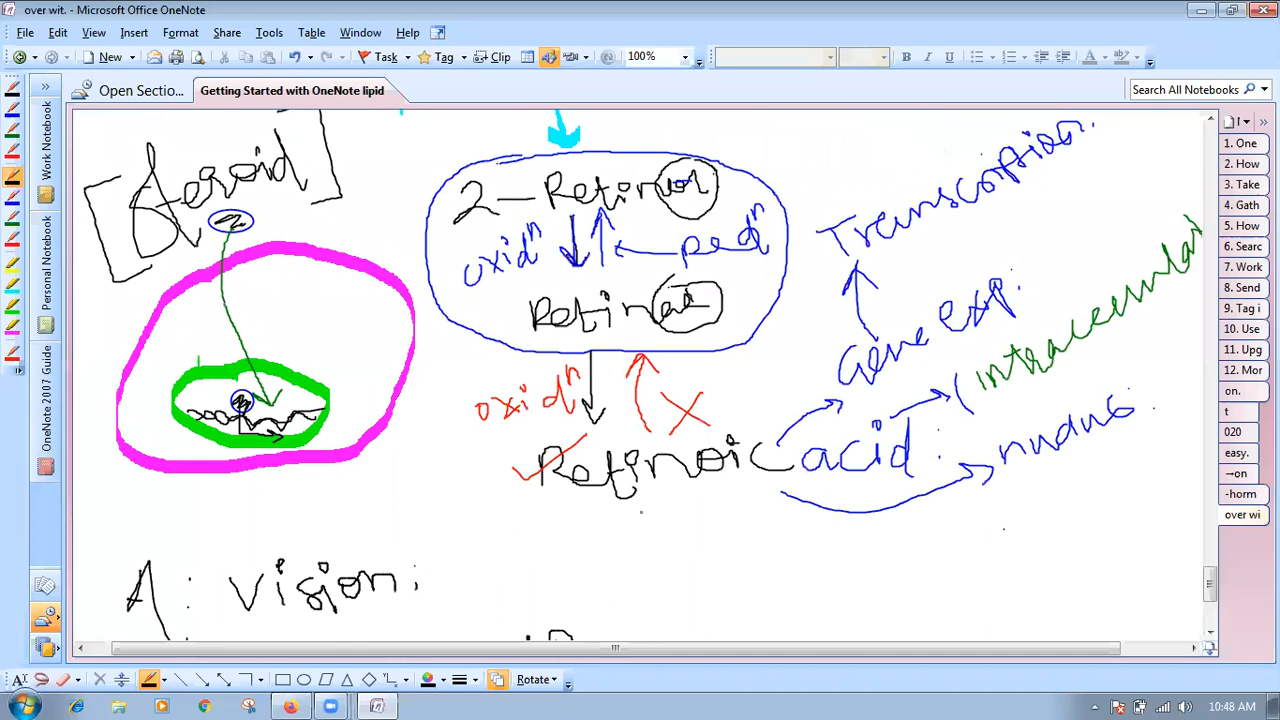 over wit. - Microsoft Office OneNote
File Edit View Insert Format Share Tools Table Window Help
New Task Tag Clip 100% B I U
Open Sectio... Getting Started with OneNote lipid Search All Notebooks
Work Notebook
Personal Notebook
OneNote 2007 Guide
[Steroid]
2-Retinol
oxidⁿ redⁿ
Retinal
oxidⁿ
Retinoic acid.
Transcription.
Gene exp.
(intracellular
A: Vision:
1. One
2. How
3. Take
4. Gath
5. How
6. Searc
7. Work
8. Send
9. Tag i
10. Use
11. Upg
12. Mor
on.
t
020
easy.
→on
-horm
over wi
Rotate
10:48 AM